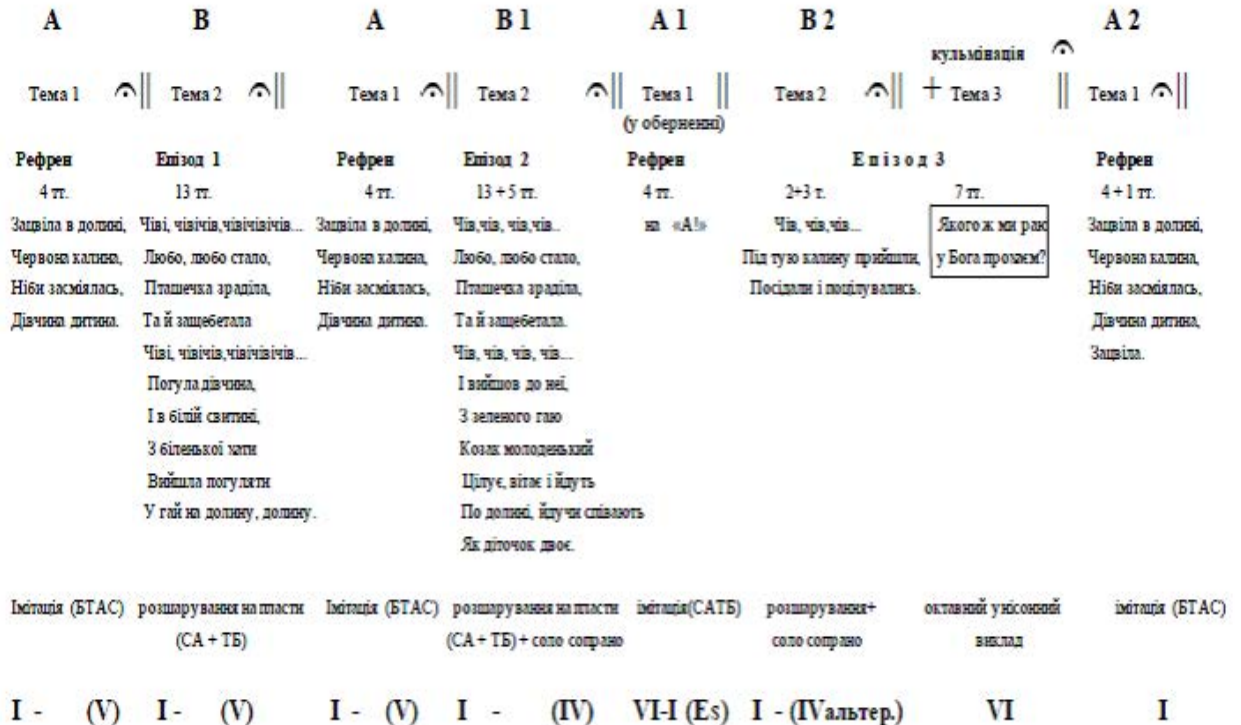 A B A B 1 A 1 B 2 A 2
кульмінація
Тема 1 Тема 2 Тема 1 Тема 2 Тема 1 Тема 2 + Тема 3 Тема 1
(у оберненні)
Рефрен Епізод 1 Рефрен Епізод 2 Рефрен Епізод 3 Рефрен
4 тт. 13 тт. 4 тт. 13 + 5 тт. 4 тт. 2+3 т. 7 тт. 4 + 1 тт.
Зацвіла в долині, Чіві, чівічів,чівічівічів... Зацвіла в долині, Чів,чів, чів,чів.. на «А!» Чів, чів,чів... Якого ж ми раю Зацвіла в долині,
Червона калина, Любо, любо стало, Червона калина, Любо, любо стало, Під тую калину прийшли, у Бога прохаєм? Червона калина,
Ніби засміялась, Пташечка зраділа, Ніби засміялась, Пташечка зраділа, Посідали і поцілувались. Ніби засміялась,
Дівчина дитина. Та й защебетала Дівчина дитина. Та й защебетала. Дівчина дитина,
Чіві, чівічів,чівічівічів... Чів, чів, чів, чів... Зацвіла.
Почула дівчина, І вийшов до неї,
І в білій свитині, З зеленого гаю
З біленької хати Козак молоденький
Вийшла погуляти Цілує, вітає і йдуть
У гай на долину, долину. По долині, йдучи співають
Як діточок двоє.
Імітація (БТАС) розшарування на пласти Імітація (БТАС) розшарування на пласти імітація(САТБ) розшарування+ октавний унісонний імітація (БТАС)
(СА + ТБ) (СА + ТБ) + соло сопрано соло сопрано виклад
I - (V) I - (V) I - (V) I - (IV) VI-I (Es) I - (IVальтер.) VI I